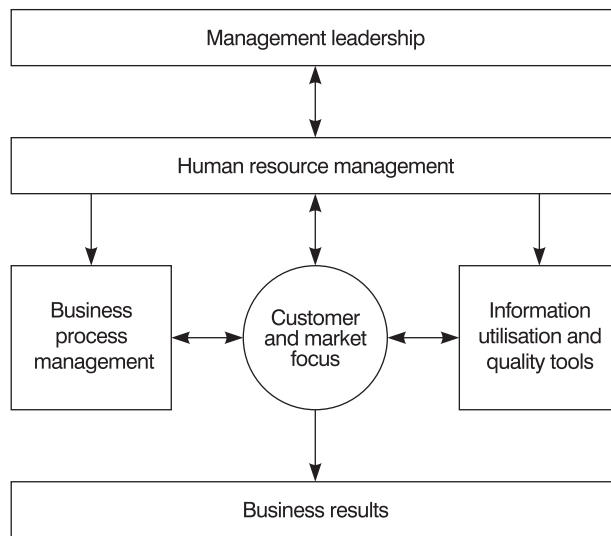 Management leadership
Human resource management
Business
process
management
Customer
and market
focus
Information
utilisation and
quality tools
Business results